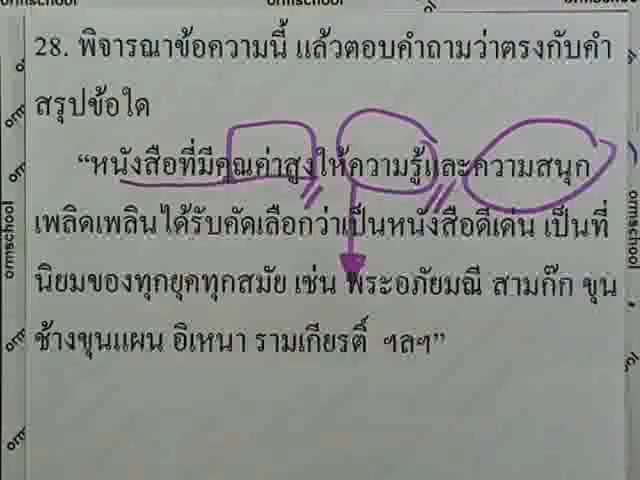 28. พิจารณาข้อความนี้ แล้วตอบคำถามว่าตรงกับคำ
สรุปข้อใด
“หนังสือที่มีคุณค่าสูงให้ความรู้และความสนุก
เพลิดเพลินได้รับคัดเลือกว่าเป็นหนังสือดีเด่น เป็นที่
นิยมของทุกยุคทุกสมัย เช่น พระอภัยมณี สามก๊ก ขุน
ช้างขุนแผน อิเหนา รามเกียรติ์ ฯลฯ”
ormschool